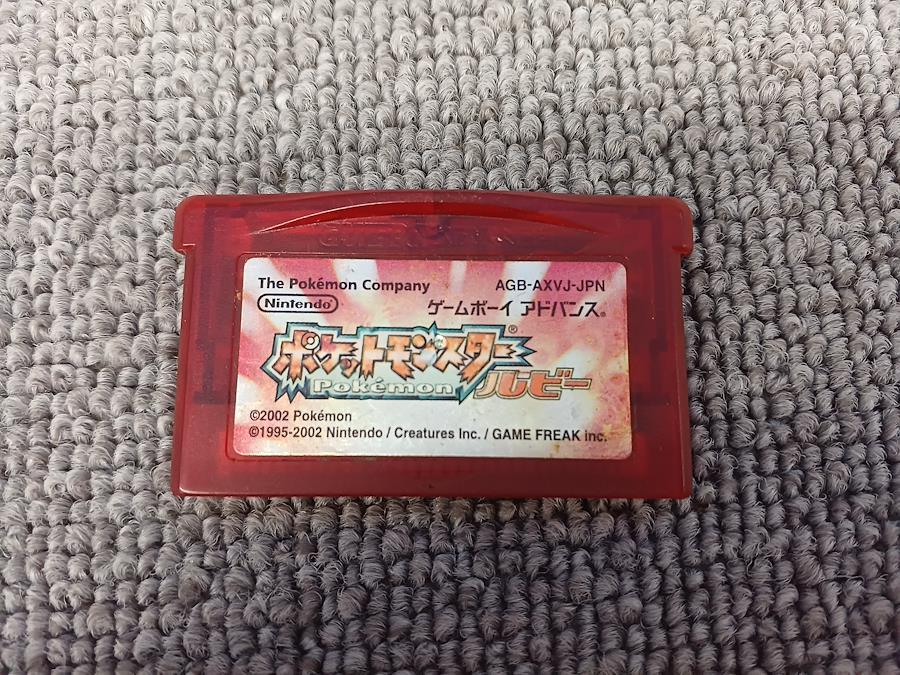 The Pokémon Company AGB-AXVJ-JPN
Nintendo® ゲームボーイ アドバンス®
ポケットモンスター®
Pokémon ルビー
©2002 Pokémon
©1995-2002 Nintendo / Creatures Inc. / GAME FREAK inc.